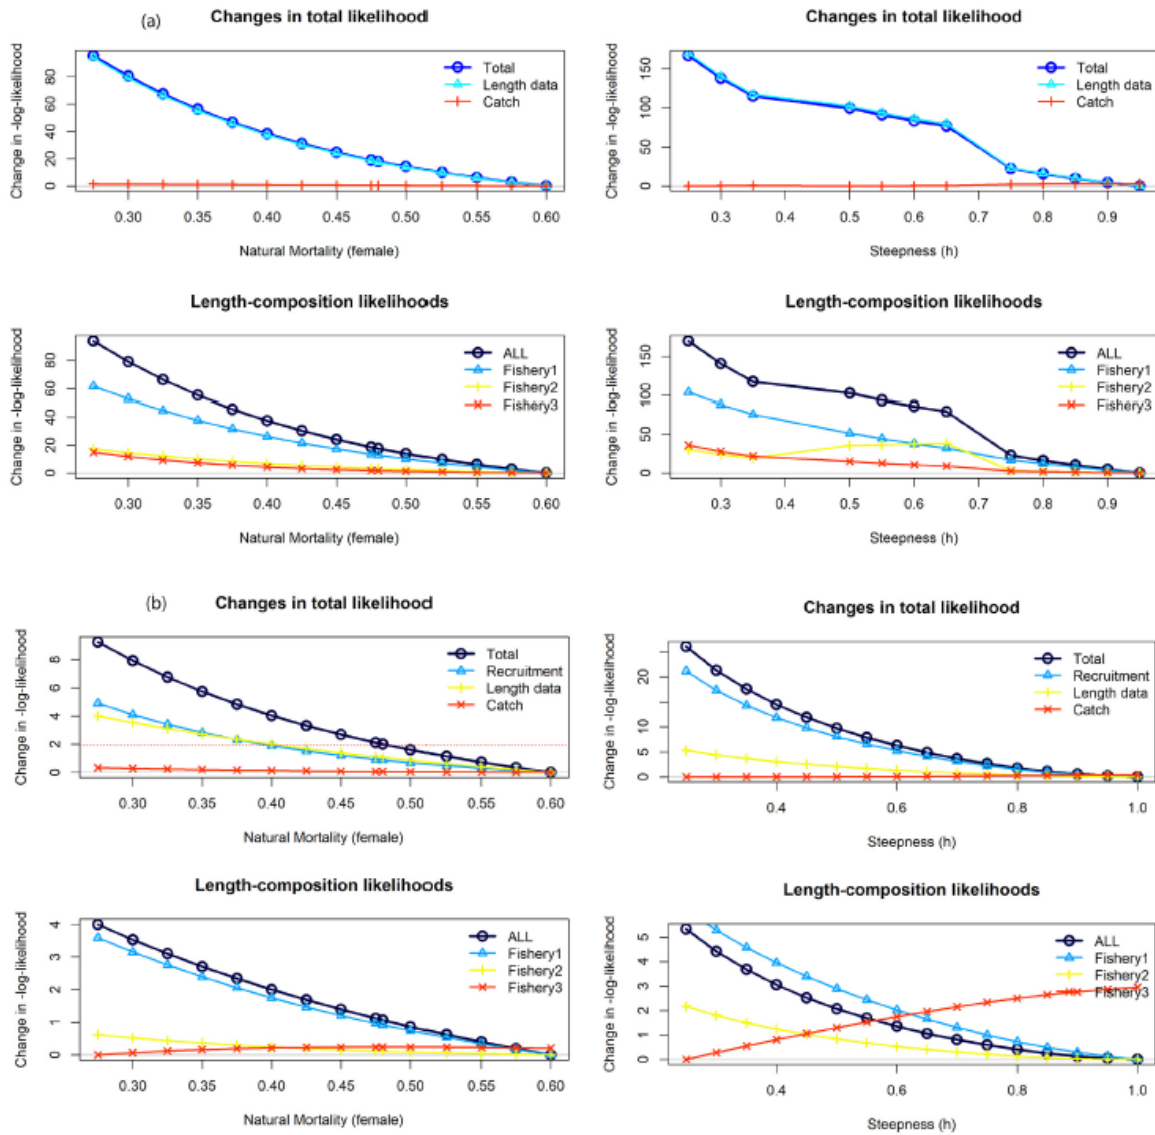 (a)
Changes in total likelihood
Change in -log-likelihood
80
60
40
20
0
Total
Length data
Catch
0.30 0.35 0.40 0.45 0.50 0.55 0.60
Natural Mortality (female)
Changes in total likelihood
Change in -log-likelihood
150
100
50
0
Total
Length data
Catch
0.3 0.4 0.5 0.6 0.7 0.8 0.9
Steepness (h)
Length-composition likelihoods
Change in -log-likelihood
80
60
40
20
0
ALL
Fishery1
Fishery2
Fishery3
0.30 0.35 0.40 0.45 0.50 0.55 0.60
Natural Mortality (female)
Length-composition likelihoods
Change in -log-likelihood
150
100
50
0
ALL
Fishery1
Fishery2
Fishery3
0.3 0.4 0.5 0.6 0.7 0.8 0.9
Steepness (h)
(b)
Changes in total likelihood
Change in -log-likelihood
8
6
4
2
0
Total
Recruitment
Length data
Catch
0.30 0.35 0.40 0.45 0.50 0.55 0.60
Natural Mortality (female)
Changes in total likelihood
Change in -log-likelihood
20
15
10
5
0
Total
Recruitment
Length data
Catch
0.4 0.6 0.8 1.0
Steepness (h)
Length-composition likelihoods
Change in -log-likelihood
4
3
2
1
0
ALL
Fishery1
Fishery2
Fishery3
0.30 0.35 0.40 0.45 0.50 0.55 0.60
Natural Mortality (female)
Length-composition likelihoods
Change in -log-likelihood
5
4
3
2
1
0
ALL
Fishery1
Fishery2
Fishery3
0.4 0.6 0.8 1.0
Steepness (h)